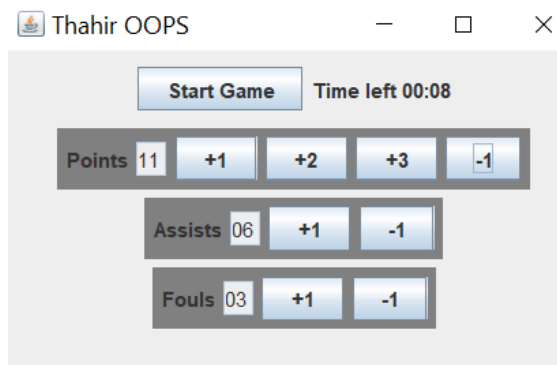 Thahir OOPS
Start Game Time left 00:08
Points 11 +1 +2 +3 -1
Assists 06 +1 -1
Fouls 03 +1 -1